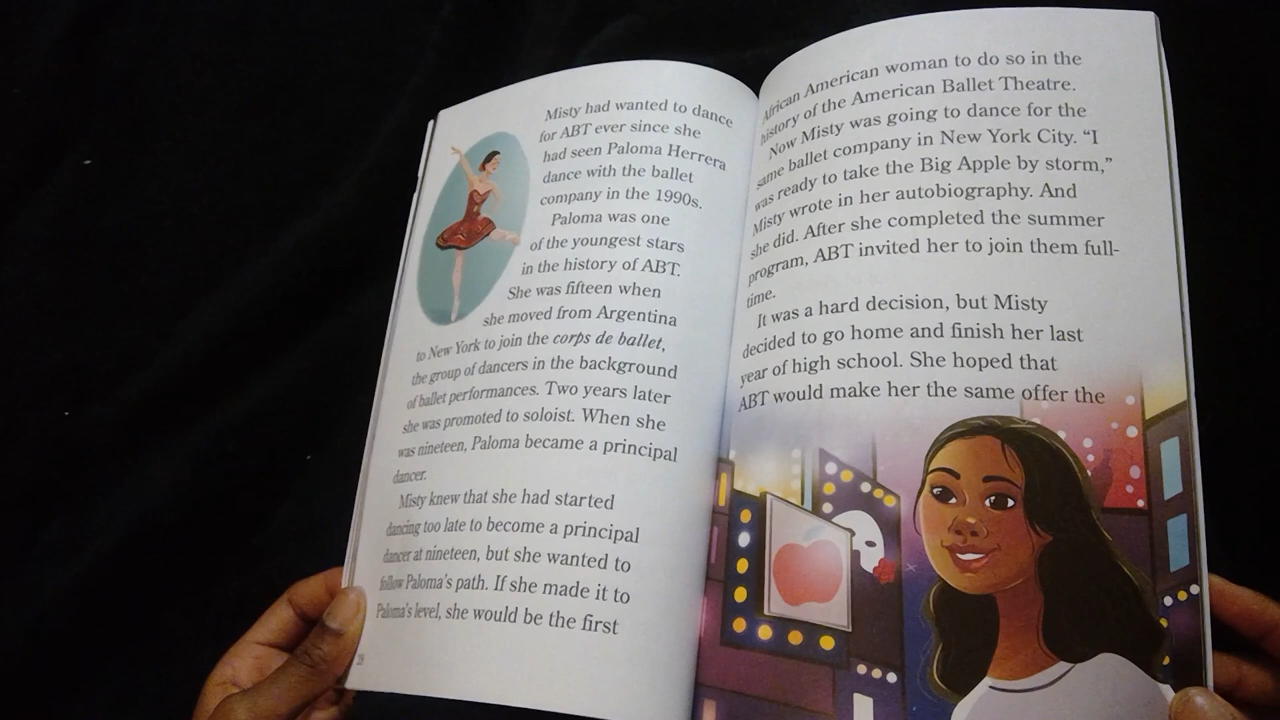 Misty had wanted to dance
for ABT ever since she
had seen Paloma Herrera
dance with the ballet
company in the 1990s.
Paloma was one
of the youngest stars
in the history of ABT.
She was fifteen when
she moved from Argentina
to New York to join the corps de ballet,
the group of dancers in the background
of ballet performances. Two years later
she was promoted to soloist. When she
was nineteen, Paloma became a principal
dancer.
Misty knew that she had started
dancing too late to become a principal
dancer at nineteen, but she wanted to
follow Paloma's path. If she made it to
Paloma's level, she would be the first
African American woman to do so in the
history of the American Ballet Theatre.
Now Misty was going to dance for the
same ballet company in New York City. “I
was ready to take the Big Apple by storm,”
Misty wrote in her autobiography. And
she did. After she completed the summer
program, ABT invited her to join them full-
time.
It was a hard decision, but Misty
decided to go home and finish her last
year of high school. She hoped that
ABT would make her the same offer the